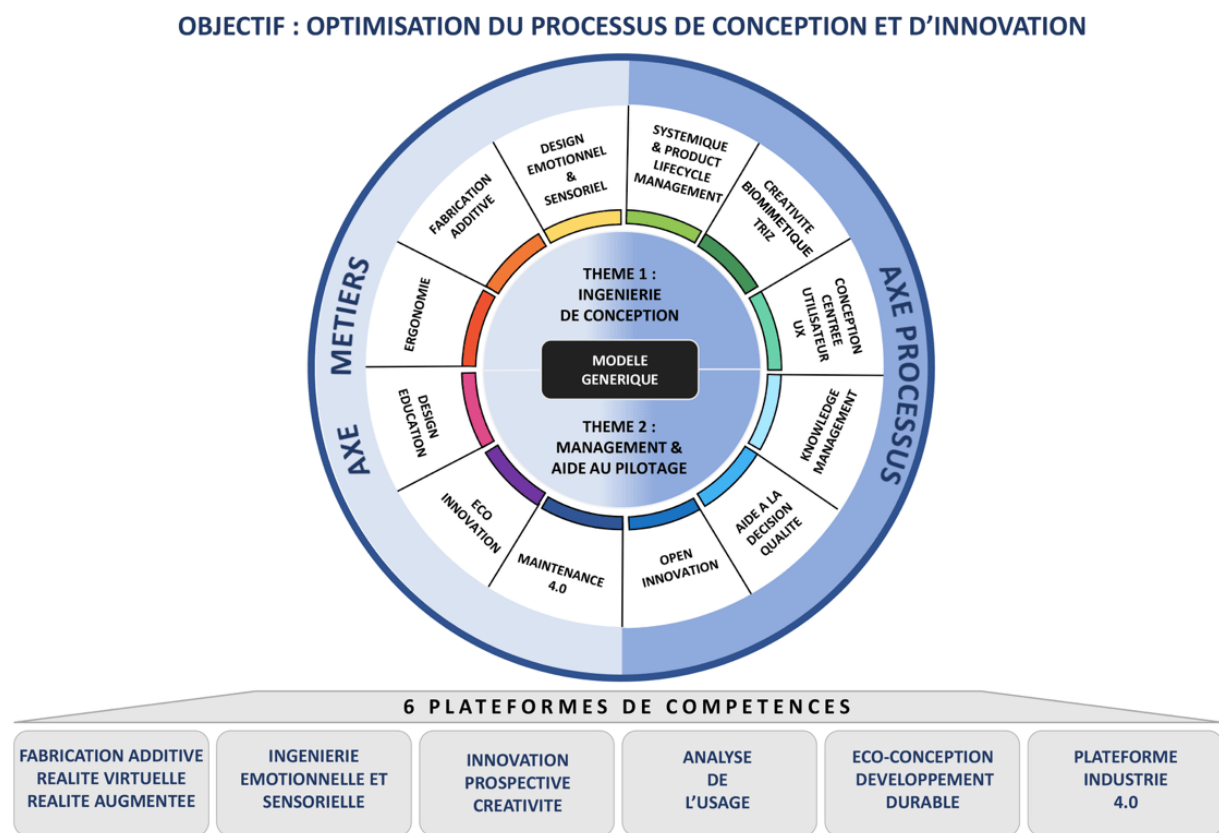 OBJECTIF : OPTIMISATION DU PROCESSUS DE CONCEPTION ET D’INNOVATION
AXE METIERS
AXE PROCESSUS
DESIGN
EMOTIONNEL
&
SENSORIEL
SYSTEMIQUE
& PRODUCT
LIFECYCLE
MANAGEMENT
CREATIVITE
BIOMIMETIQUE
TRIZ
CONCEPTION
CENTREE
UTILISATEUR
UX
KNOWLEDGE
MANAGEMENT
AIDE A LA
DECISION
QUALITE
OPEN
INNOVATION
MAINTENANCE
4.0
ECO
INNOVATION
DESIGN
EDUCATION
ERGONOMIE
FABRICATION
ADDITIVE
THEME 1 :
INGENIERIE
DE CONCEPTION
MODELE
GENERIQUE
THEME 2 :
MANAGEMENT &
AIDE AU PILOTAGE
6 PLATEFORMES DE COMPETENCES
FABRICATION ADDITIVE
REALITE VIRTUELLE
REALITE AUGMENTEE
INGENIERIE
EMOTIONNELLE ET
SENSORIELLE
INNOVATION
PROSPECTIVE
CREATIVITE
ANALYSE
DE
L’USAGE
ECO-CONCEPTION
DEVELOPPEMENT
DURABLE
PLATEFORME
INDUSTRIE
4.0